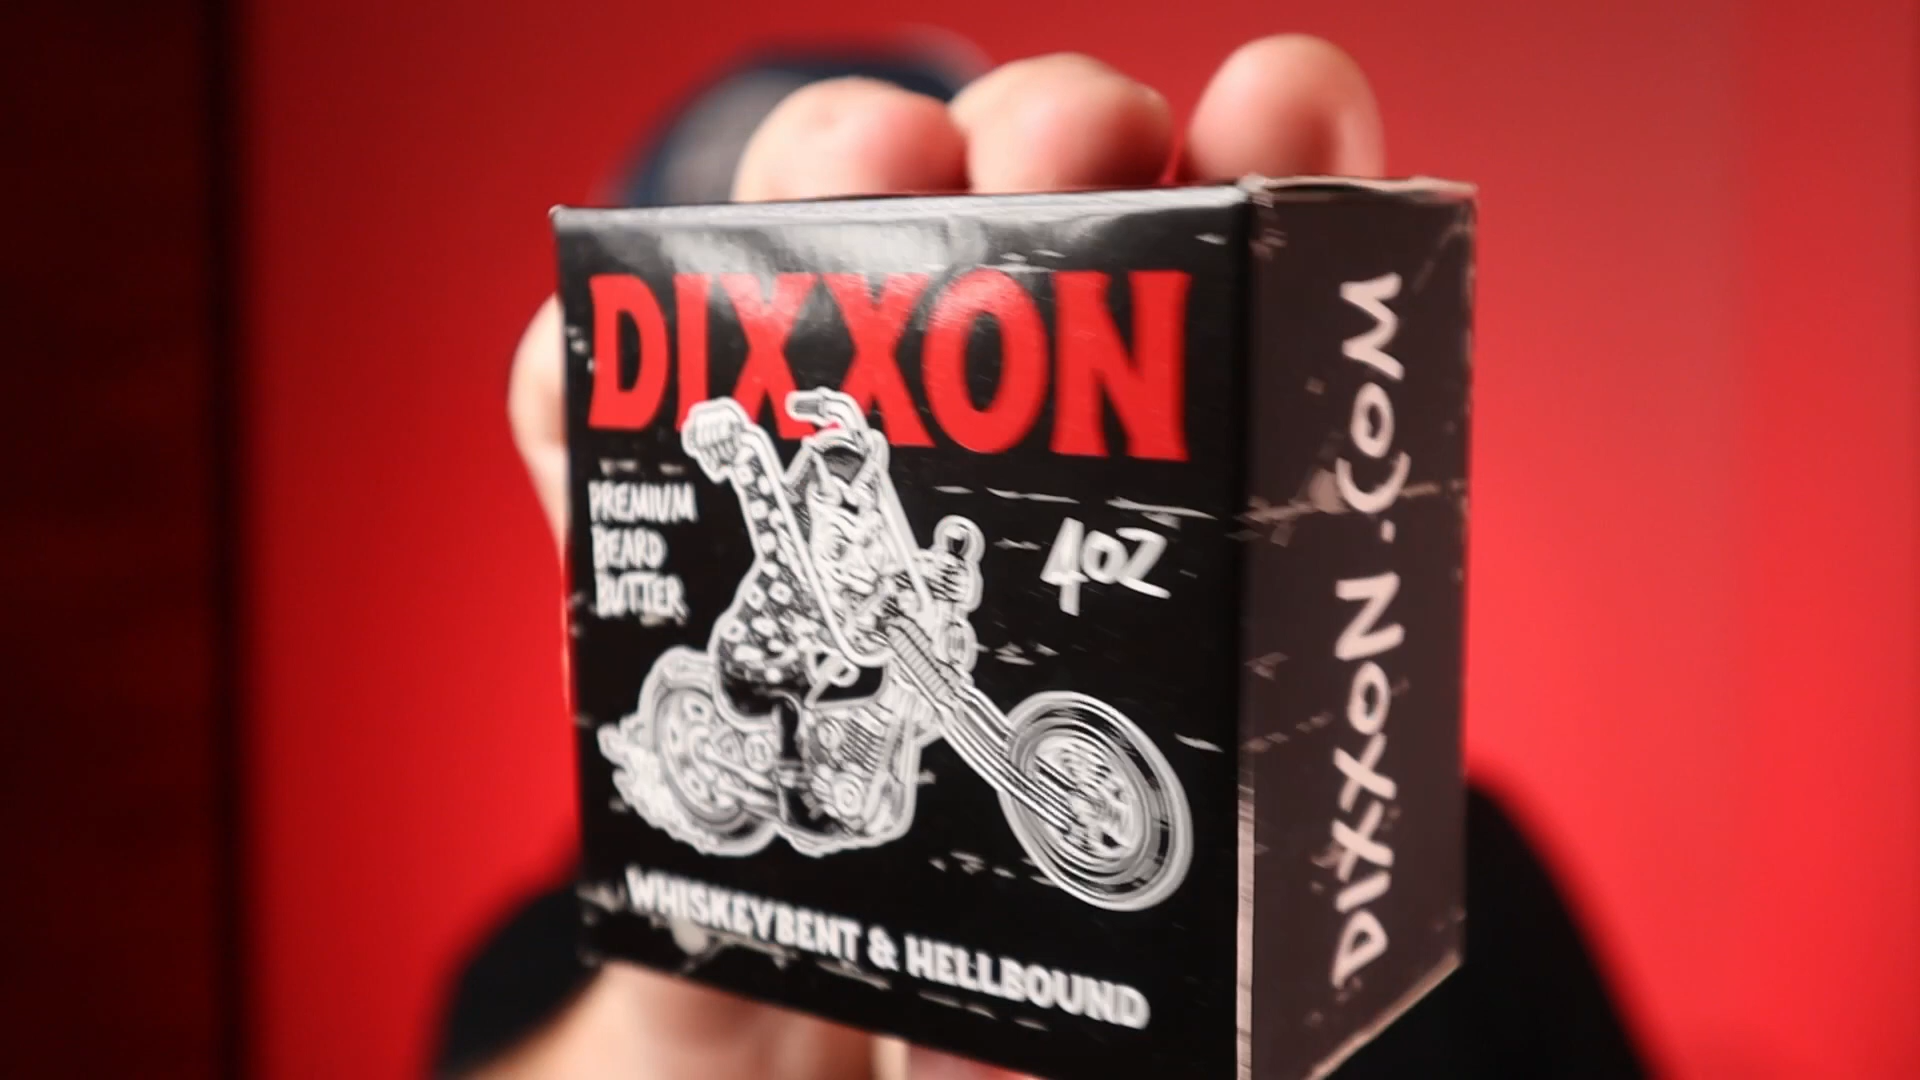 DIXXON
PREMIUM
BEARD
BUTTER
4OZ
WHISKEYBENT & HELLBOUND
DIXXON.COM